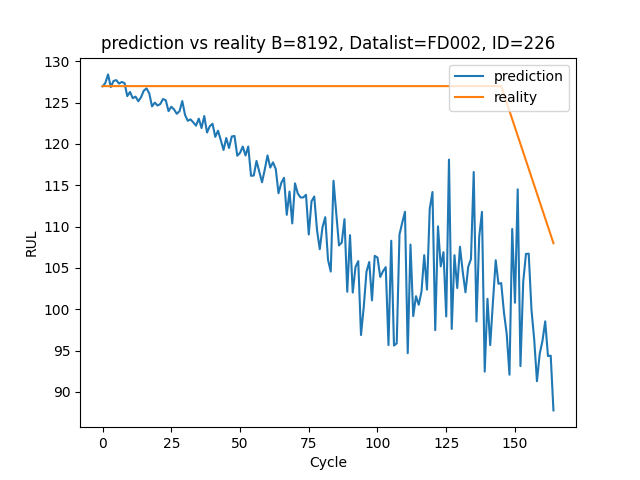 prediction vs reality B=8192, Datalist=FD002, ID=226
prediction
reality
RUL
130
125
120
115
110
105
100
95
90
0 25 50 75 100 125 150
Cycle